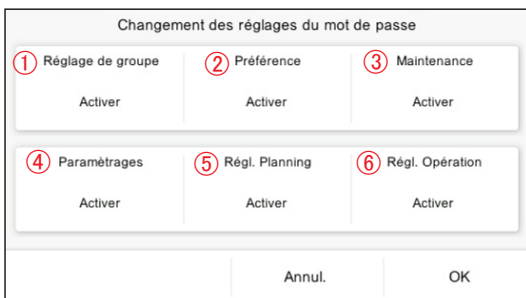 Changement des réglages du mot de passe
① Réglage de groupe ② Préférence ③ Maintenance
Activer Activer Activer
④ Paramètrages ⑤ Régl. Planning ⑥ Régl. Opération
Activer Activer Activer
Annul. OK